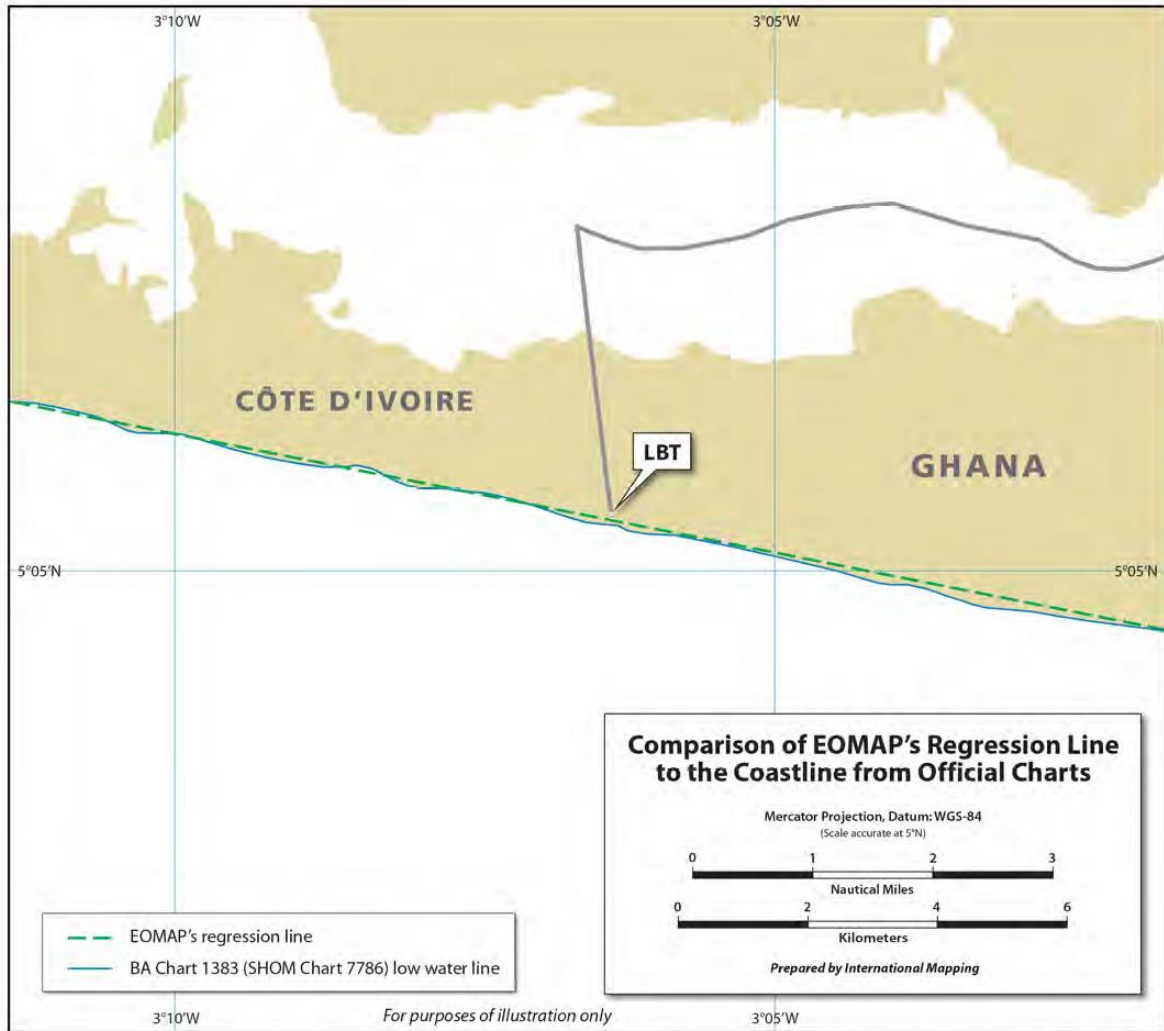 3°10'W 3°05'W
CÔTE D'IVOIRE
LBT
GHANA
5°05'N 5°05'N
Comparison of EOMAP's Regression Line
to the Coastline from Official Charts
Mercator Projection, Datum: WGS-84
(Scale accurate at 5°N)
0 1 2 3
Nautical Miles
0 2 4 6
Kilometers
Prepared by International Mapping
EOMAP's regression line
BA Chart 1383 (SHOM Chart 7786) low water line
3°10'W For purposes of illustration only 3°05'W